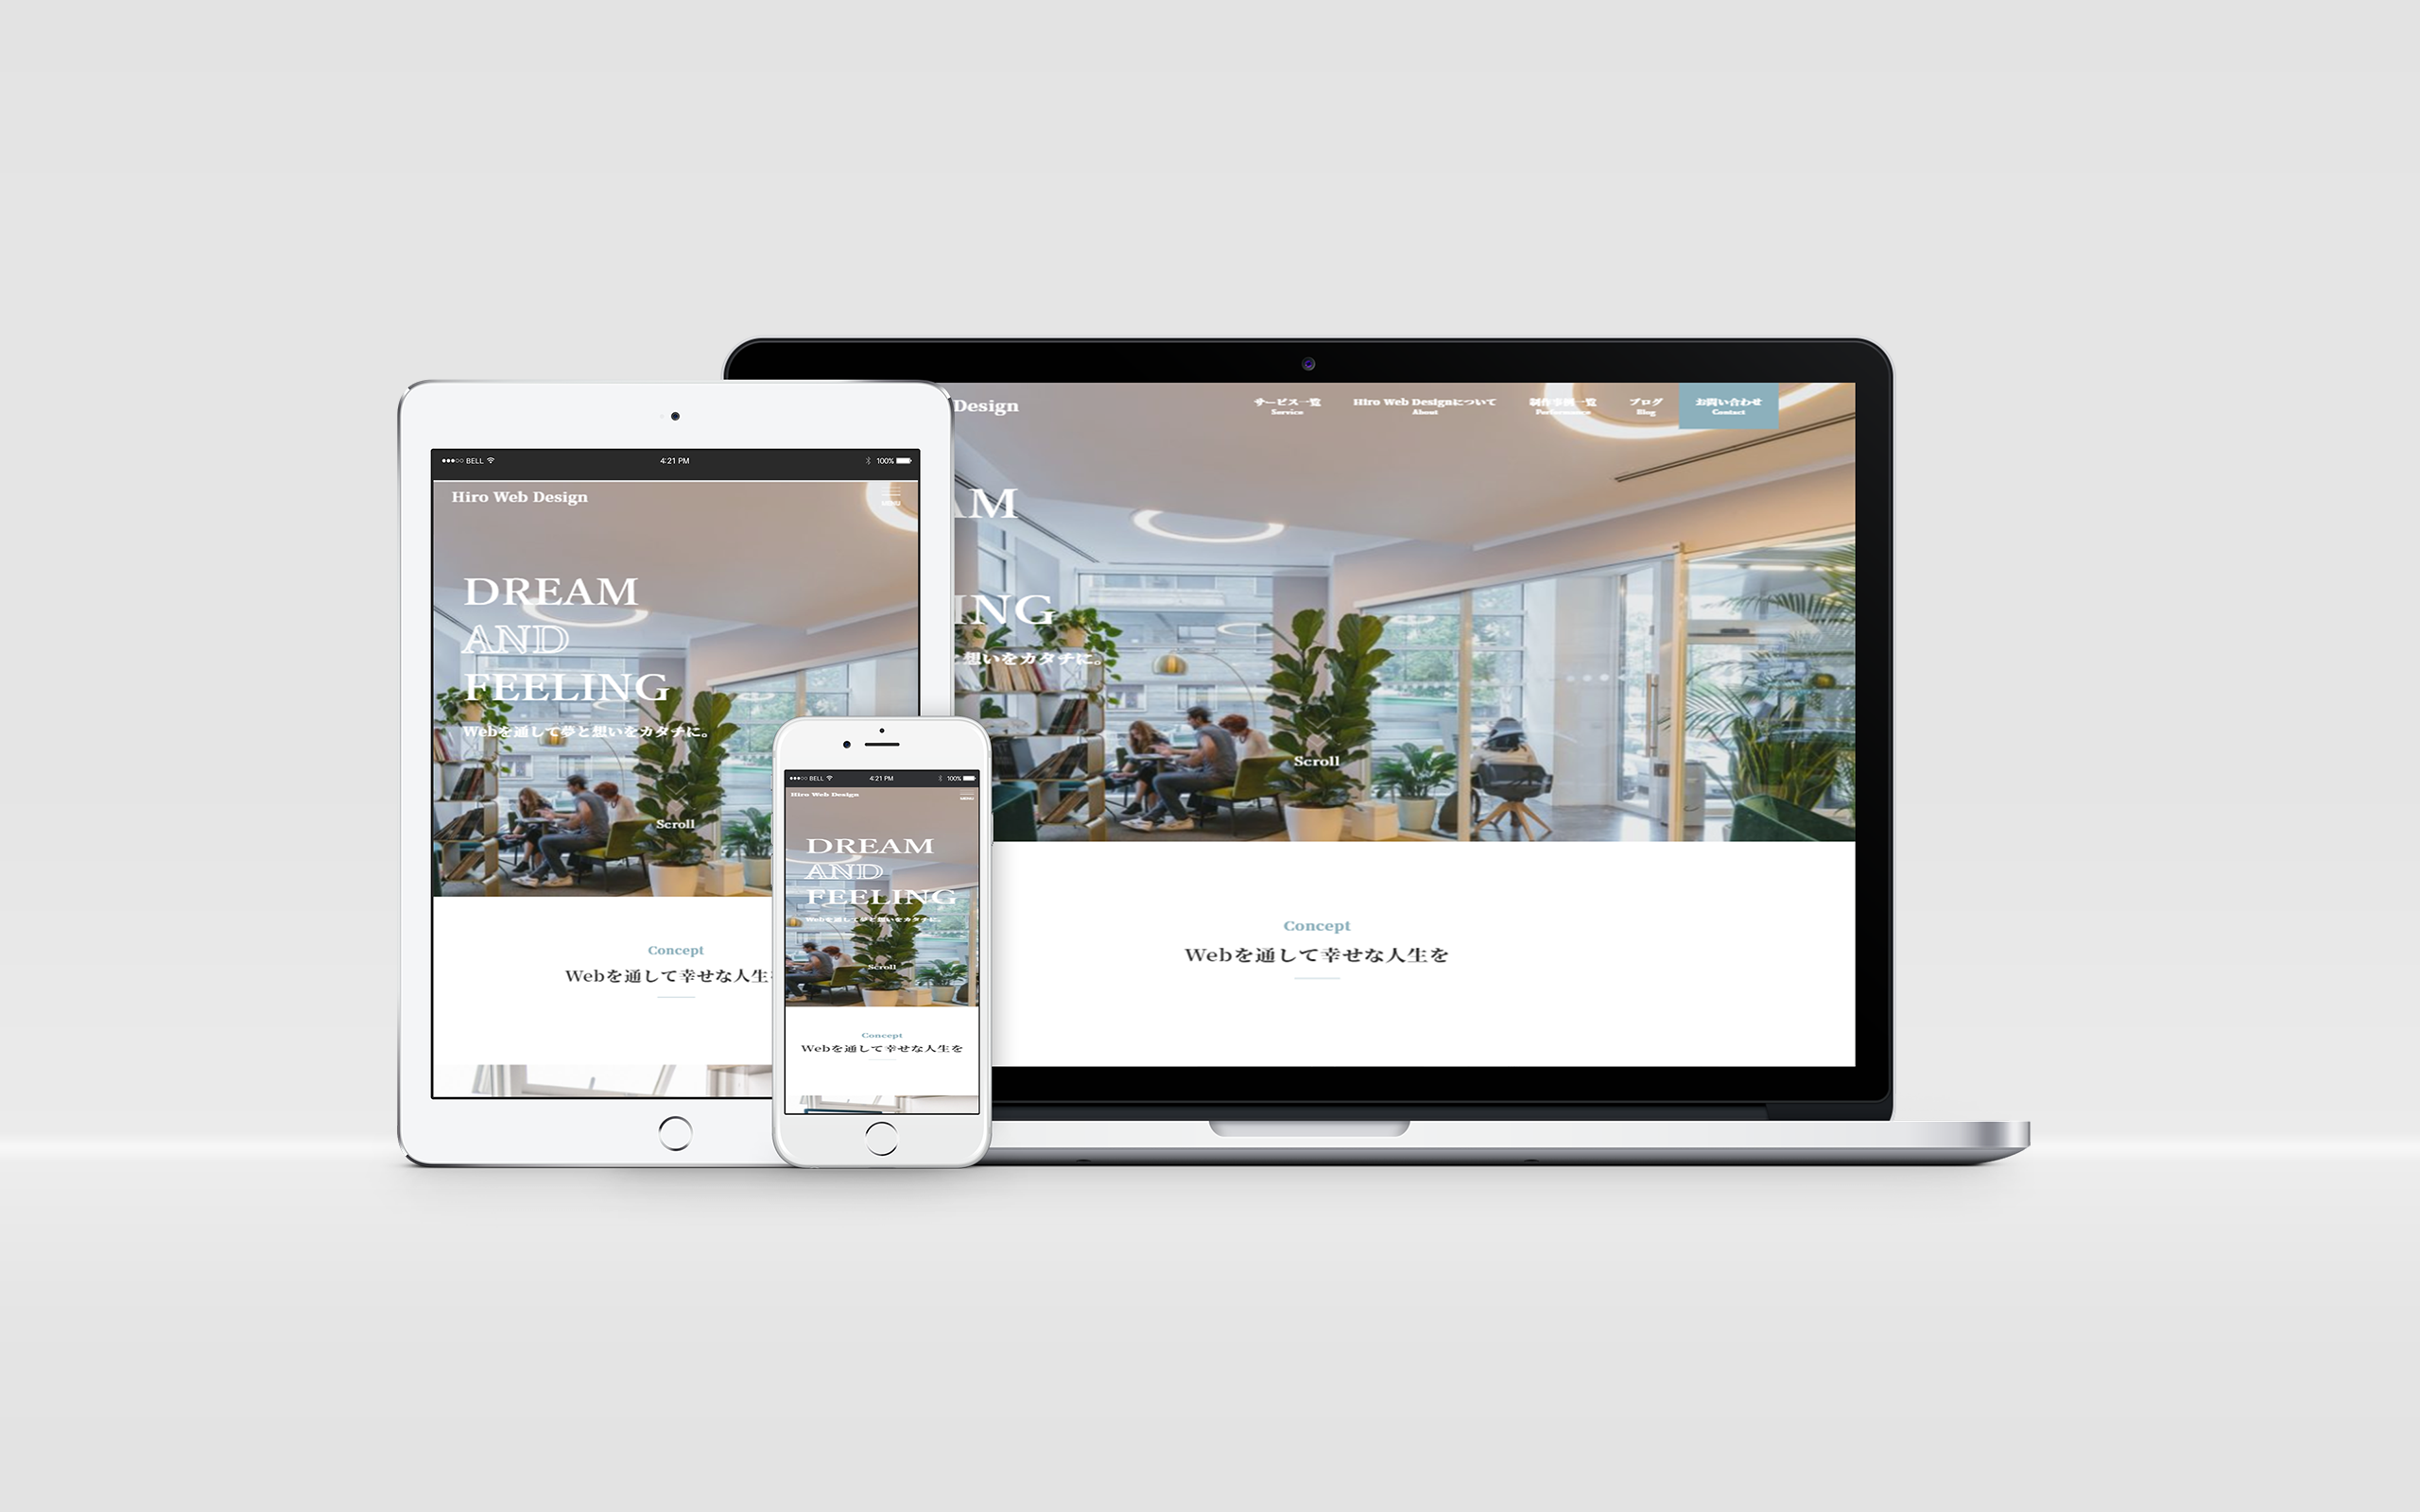 BELL
4:21 PM
100%
Hiro Web Design
MENU
DREAM
AND
FEELING
Webを通して夢と想いをカタチに。
Scroll
Concept
Webを通して幸せな人生
BELL
4:21 PM
100%
Hiro Web Design
MENU
DREAM
AND
FEELING
Webを通して夢と想いをカタチに。
Scroll
Concept
Webを通して幸せな人生を
Design
サービス一覧
Service
Hiro Web Designについて
About
制作事例一覧
Performance
ブログ
Blog
お問い合わせ
Contact
AM
ING
と想いをカタチに。
Scroll
Concept
Webを通して幸せな人生を